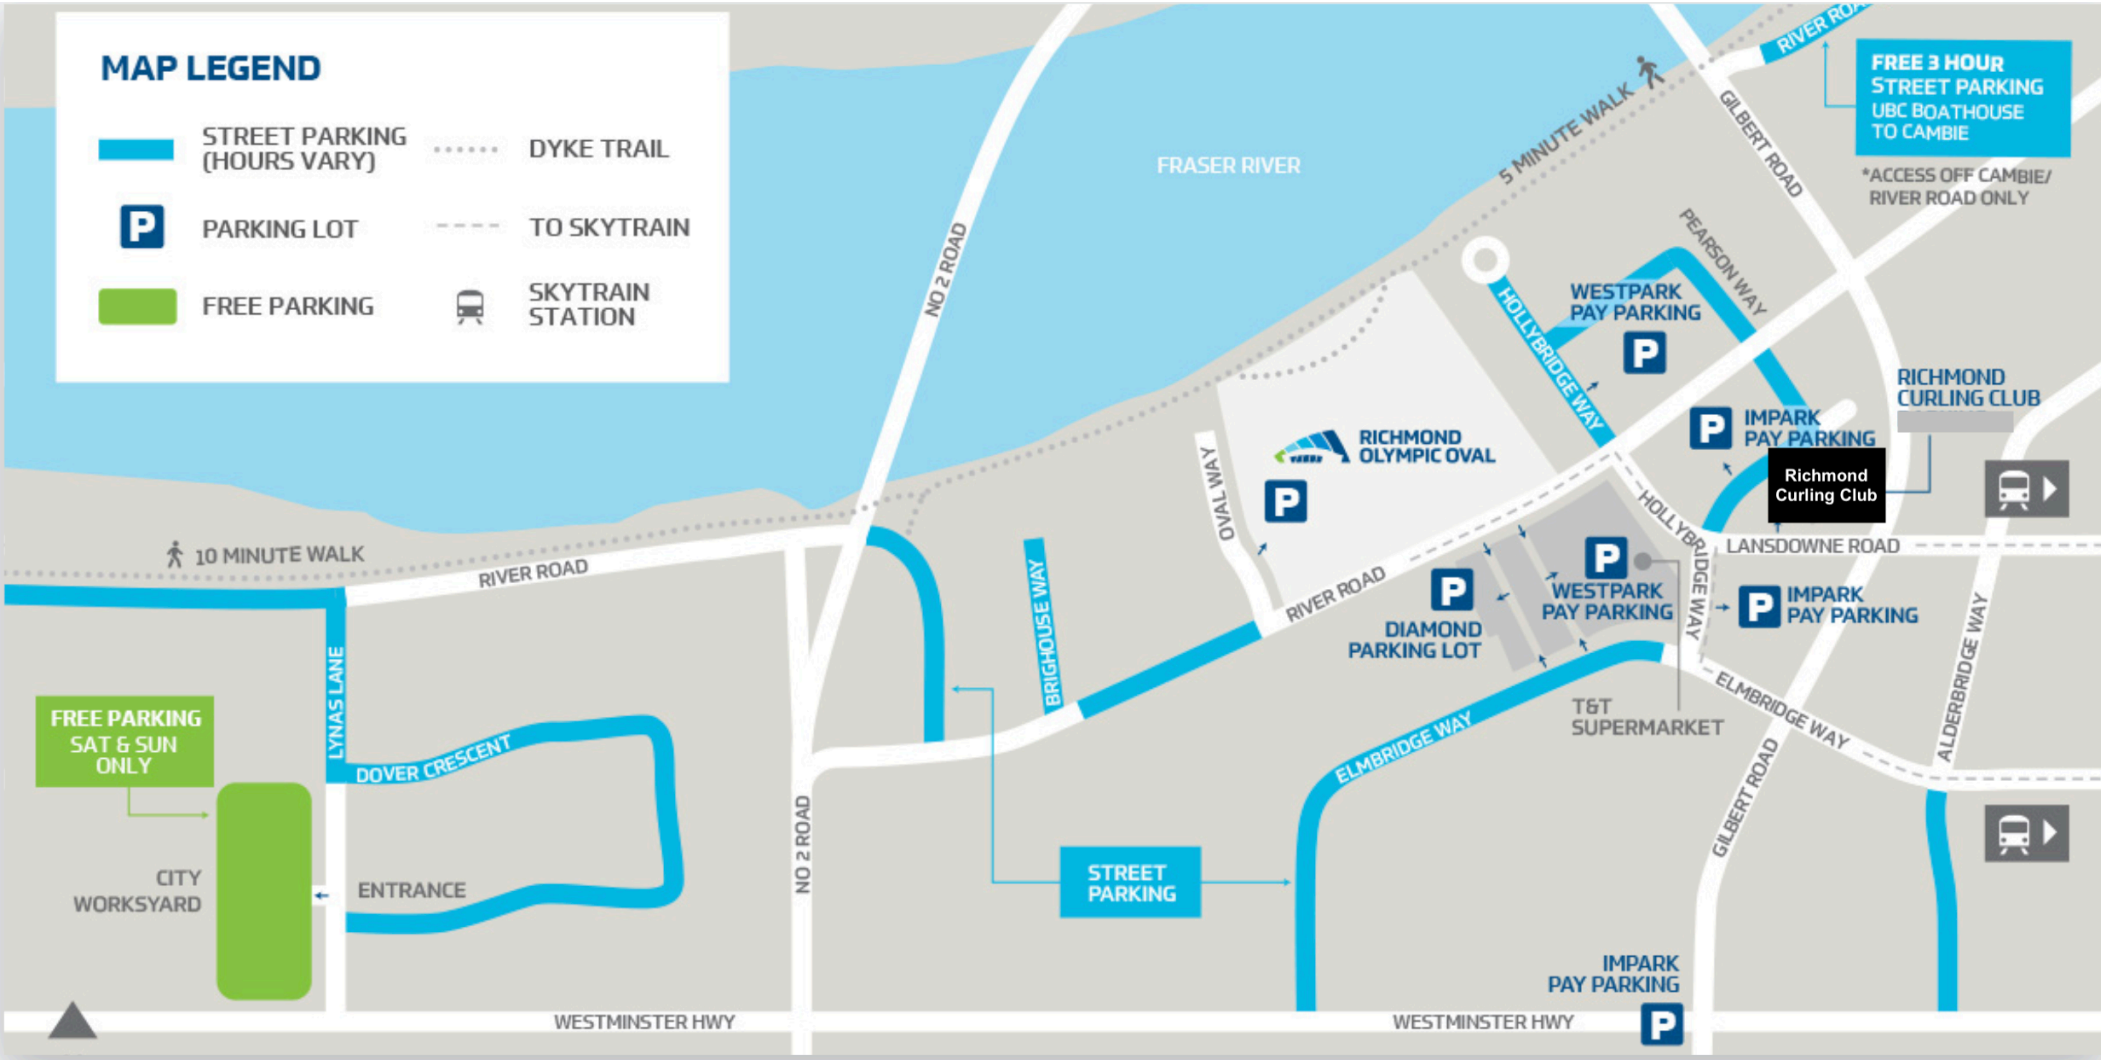 MAP LEGEND
STREET PARKING
(HOURS VARY)
DYKE TRAIL
P
PARKING LOT
TO SKYTRAIN
FREE PARKING
SKYTRAIN
STATION
NO 2 ROAD
FRASER RIVER
5 MINUTE WALK
RIVER
FREE 3 HOUR
STREET PARKING
UBC BOATHOUSE
TO CAMBIE
*ACCESS OFF CAMBIE/
RIVER ROAD ONLY
GILBERT ROAD
PEARSON WAY
HOLLYBRIDGE WAY
WESTPARK
PAY PARKING
P
RICHMOND
CURLING CLUB
P
IMPARK
PAY PARKING
Richmond
Curling Club
RICHMOND
OLYMPIC OVAL
P
OVAL WAY
HOLLYBRIDGE WAY
LANSDOWNE ROAD
10 MINUTE WALK
RIVER ROAD
RIVER ROAD
BRIGHOUSE WAY
P
DIAMOND
PARKING LOT
P
WESTPARK
PAY PARKING
P
IMPARK
PAY PARKING
ALDERBRIDGE WAY
T&T
SUPERMARKET
ELMBRIDGE WAY
ELMBRIDGE WAY
LYNAS LANE
DOVER CRESCENT
FREE PARKING
SAT & SUN
ONLY
CITY
WORKSYARD
ENTRANCE
NO 2 ROAD
STREET
PARKING
GILBERT ROAD
IMPARK
PAY PARKING
P
WESTMINSTER HWY
WESTMINSTER HWY